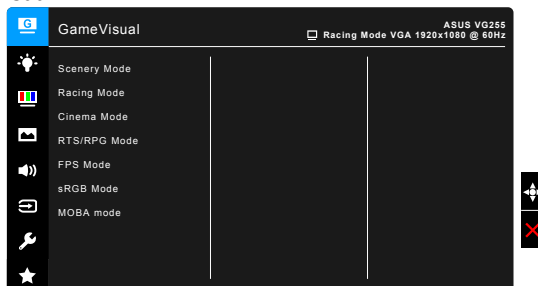 G
GameVisual
ASUS VG255
Racing Mode VGA 1920x1080 @ 60Hz
Scenery Mode
Racing Mode
Cinema Mode
RTS/RPG Mode
FPS Mode
sRGB Mode
MOBA mode